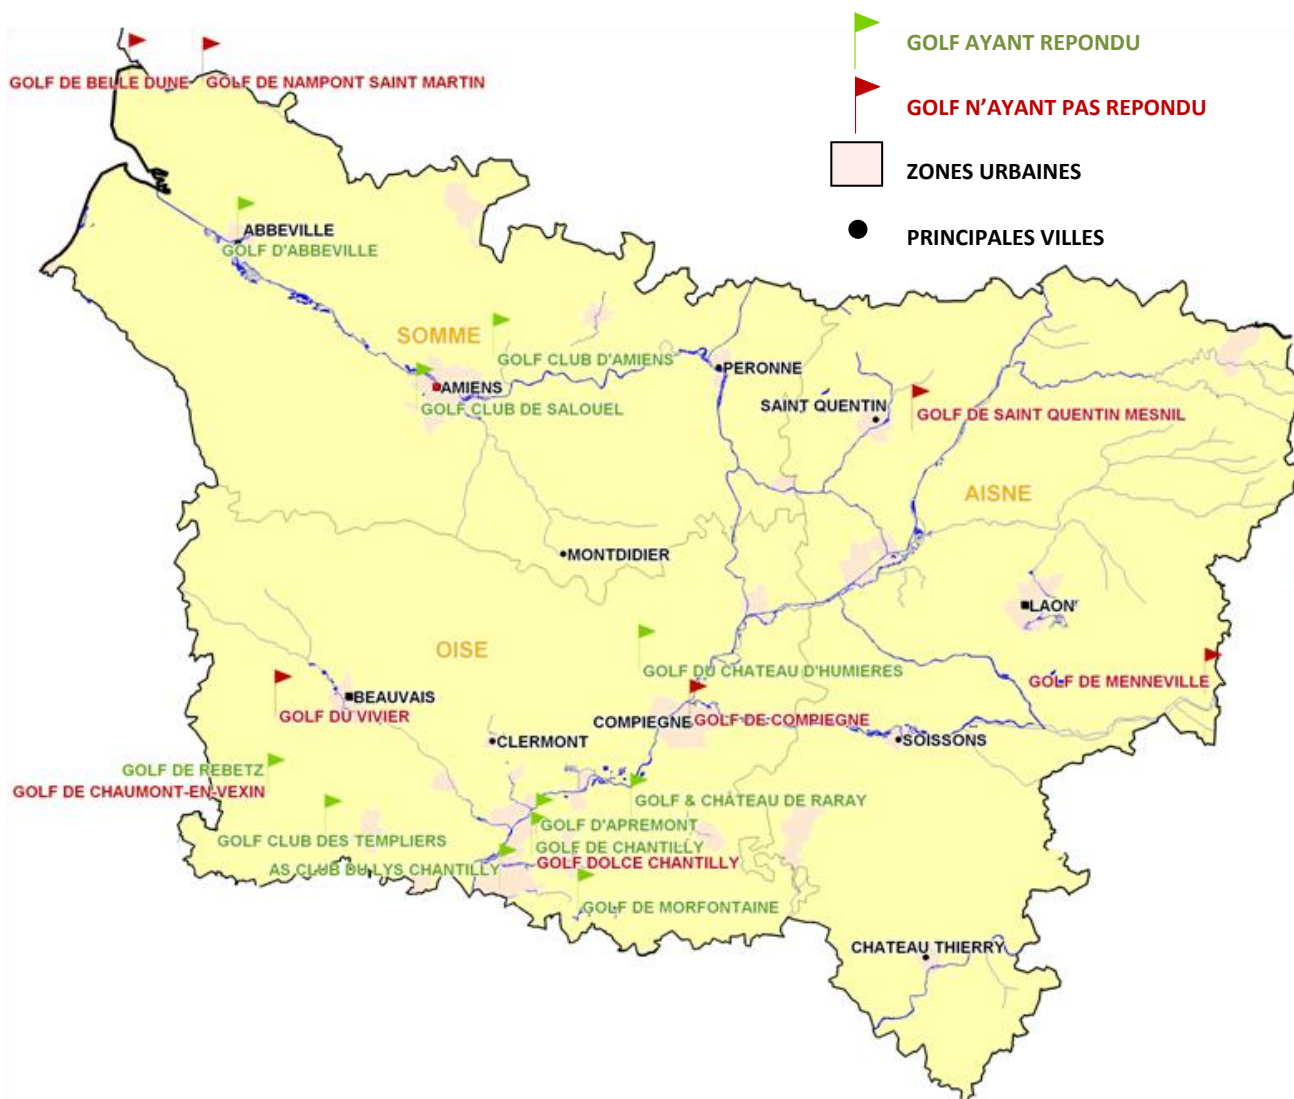 GOLF AYANT REPONDU
GOLF DE BELLE DUNE
GOLF DE NAMPONT SAINT MARTIN
GOLF N’AYANT PAS REPONDU
ZONES URBAINES
PRINCIPALES VILLES
ABBEVILLE
GOLF D'ABBEVILLE
SOMME
GOLF CLUB D'AMIENS
PERONNE
AMIENS
GOLF CLUB DE SALOUEL
SAINT QUENTIN
GOLF DE SAINT QUENTIN MESNIL
AISNE
MONTDIDIER
LAON
OISE
GOLF DU CHATEAU D'HUMIERES
GOLF DE MENNEVILLE
BEAUVAIS
GOLF DU VIVIER
COMPIEGNE
GOLF DE COMPIEGNE
CLERMONT
SOISSONS
GOLF DE REBETZ
GOLF DE CHAUMONT-EN-VEXIN
GOLF & CHÂTEAU DE RARAY
GOLF D'APREMONT
GOLF CLUB DES TEMPLIERS
GOLF DE CHANTILLY
GOLF DOLCE CHANTILLY
AS CLUB DU LYS CHANTILLY
GOLF DE MORFONTAINE
CHATEAU THIERRY